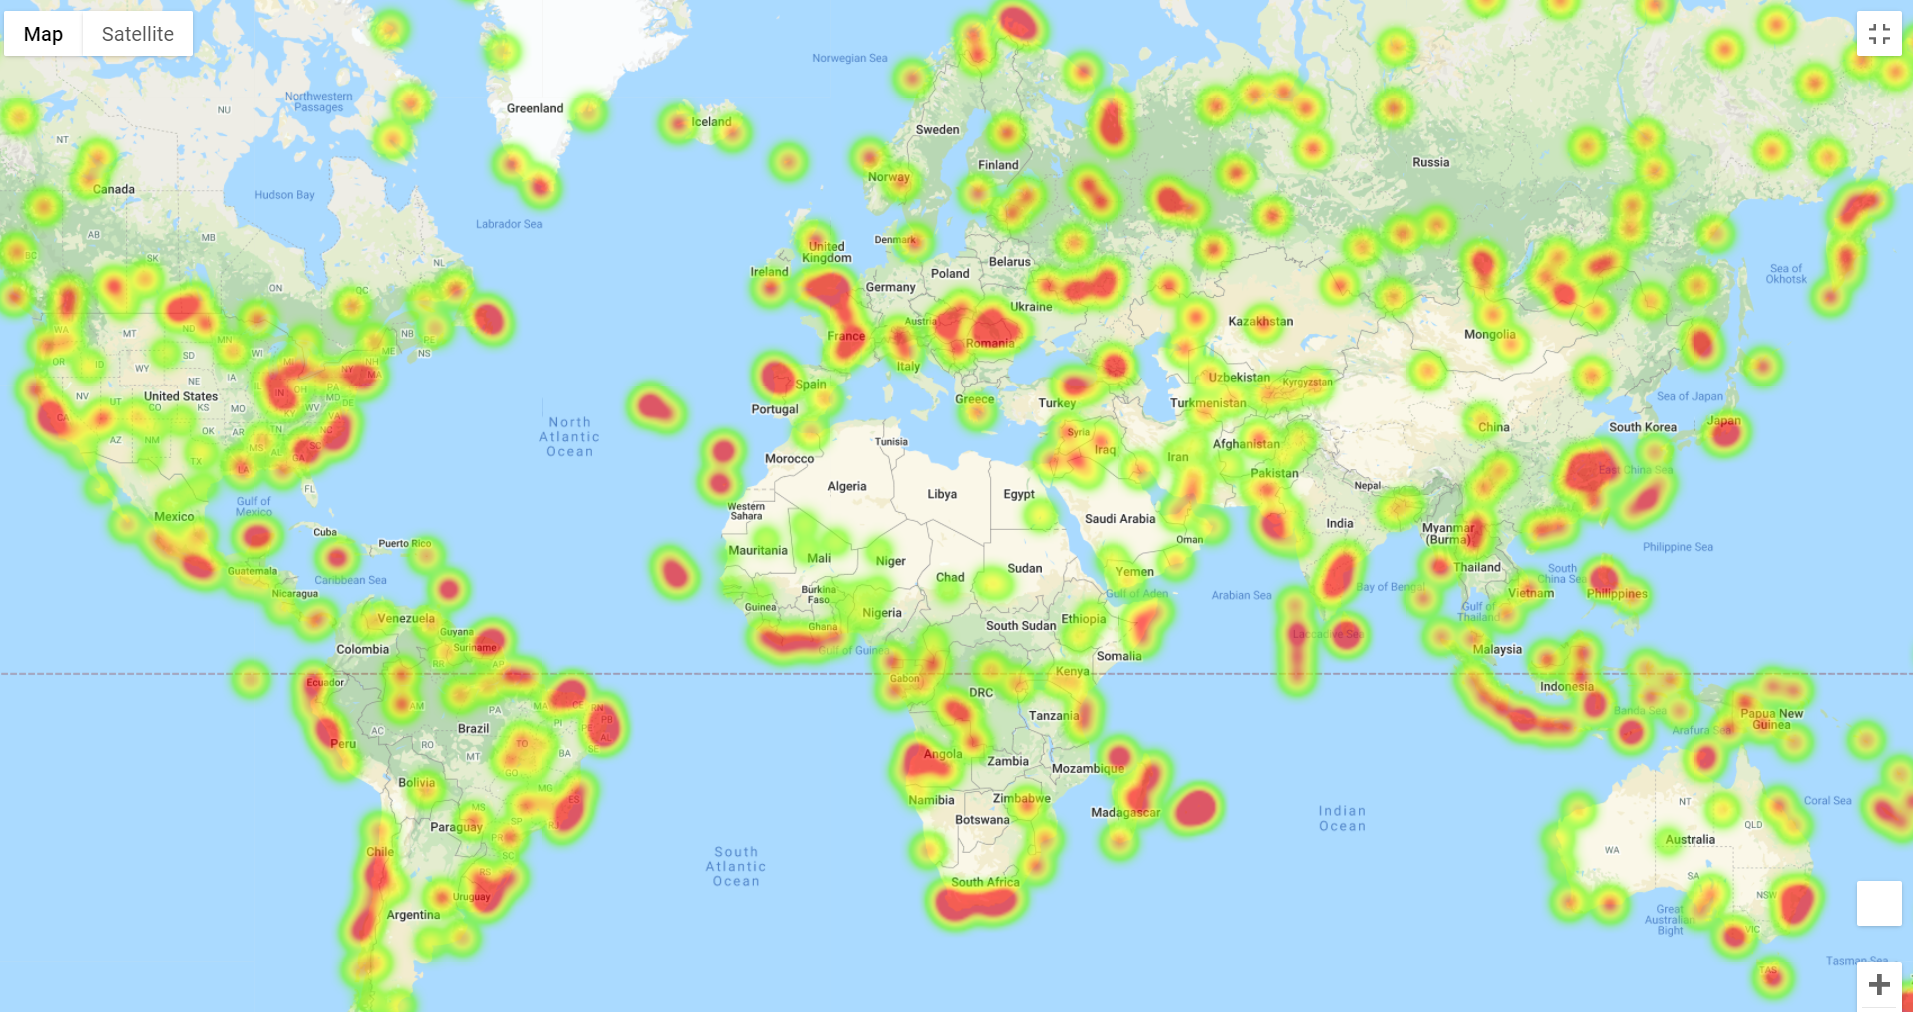 Map
Satellite
Greenland
Norwegian Sea
Northwestern
Passages
NU
NT
Iceland
Sweden
Finland
Norway
Russia
Canada
Hudson Bay
Labrador Sea
AB
MB
BC
SK
NL
ON
QC
United
Kingdom
Ireland
Denmark
Belarus
Poland
Germany
Ukraine
Austria
France
Romania
Italy
Kazakhstan
Mongolia
Sea of
Okhotsk
WA
MT
ND
MN
NB
PE
NS
ME
OR
ID
SD
WI
MI
NH
NY
MA
WY
IA
IL
IN
OH
PA
MD
DE
NE
NV
UT
United States
CO
KS
MO
KY
WV
VA
CA
AZ
NM
OK
AR
TN
NC
SC
MS
AL
GA
TX
LA
FL
Spain
Portugal
Greece
Turkey
Uzbekistan
Kyrgyzstan
Turkmenistan
Sea of Japan
Japan
South Korea
China
North
Atlantic
Ocean
Tunisia
Syria
Iraq
Iran
Afghanistan
Morocco
Pakistan
Nepal
East China Sea
Algeria
Libya
Egypt
Western
Sahara
Saudi Arabia
India
Myanmar
(Burma)
Oman
Philippine Sea
Gulf of
Mexico
Mexico
Cuba
Puerto Rico
Mauritania
Mali
Niger
Chad
Sudan
Yemen
Thailand
South
China Sea
Guatemala
Caribbean Sea
Nicaragua
Burkina
Faso
Guinea
Nigeria
Gulf of Aden
Arabian Sea
Bay of Bengal
Gulf of
Thailand
Vietnam
Philippines
Venezuela
Guyana
Suriname
Colombia
Ghana
Gulf of Guinea
South Sudan
Ethiopia
Somalia
Laccadive Sea
Malaysia
RR
AP
Ecuador
Gabon
DRC
Kenya
Indonesia
AM
PA
MA
CE
RN
PB
PE
AL
SE
PI
Brazil
Tanzania
Banda Sea
Papua New
Guinea
Arafura Sea
Peru
AC
RO
TO
BA
MT
GO
Angola
Zambia
Mozambique
Bolivia
MG
ES
MS
SP
RJ
Namibia
Zimbabwe
Madagascar
Indian
Ocean
NT
Coral Sea
Paraguay
PR
SC
Botswana
QLD
Australia
WA
Chile
South
Atlantic
Ocean
RS
Uruguay
South Africa
SA
NSW
Argentina
Great
Australian
Bight
VIC
Tasman Sea
TAS